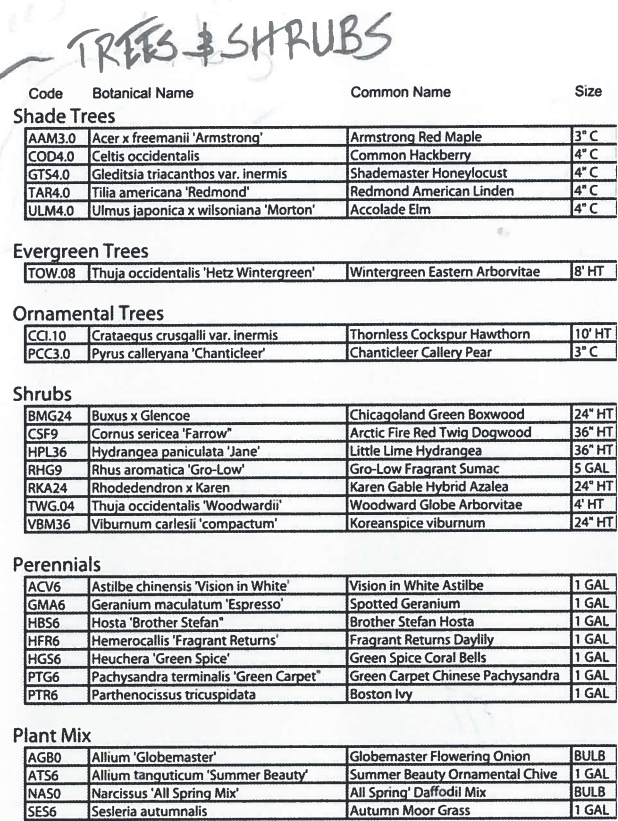 TREES & SHRUBS
Code Botanical Name Common Name Size
Shade Trees
AAM3.0 Acer x freemanii 'Armstrong' Armstrong Red Maple 3" C
COD4.0 Celtis occidentalis Common Hackberry 4" C
GTS4.0 Gleditsia triacanthos var. inermis Shademaster Honeylocust 4" C
TAR4.0 Tilia americana 'Redmond' Redmond American Linden 4" C
ULM4.0 Ulmus japonica x wilsoniana 'Morton' Accolade Elm 4" C
Evergreen Trees
TOW.08 Thuja occidentalis 'Hetz Wintergreen' Wintergreen Eastern Arborvitae 8' HT
Ornamental Trees
CCI.10 Crataegus crusgalli var. inermis Thornless Cockspur Hawthorn 10' HT
PCC3.0 Pyrus calleryana 'Chanticleer' Chanticleer Callery Pear 3" C
Shrubs
BMG24 Buxus x Glencoe Chicagoland Green Boxwood 24" HT
CSF9 Cornus sericea 'Farrow" Arctic Fire Red Twig Dogwood 36" HT
HPL36 Hydrangea paniculata 'Jane' Little Lime Hydrangea 36" HT
RHG9 Rhus aromatica 'Gro-Low' Gro-Low Fragrant Sumac 5 GAL
RKA24 Rhodedendron x Karen Karen Gable Hybrid Azalea 24" HT
TWG.04 Thuja occidentalis 'Woodwardii' Woodward Globe Arborvitae 4' HT
VBM36 Viburnum carlesii 'compactum' Koreanspice viburnum 24" HT
Perennials
ACV6 Astilbe chinensis 'Vision in White' Vision in White Astilbe 1 GAL
GMA6 Geranium maculatum 'Espresso' Spotted Geranium 1 GAL
HBS6 Hosta 'Brother Stefan" Brother Stefan Hosta 1 GAL
HFR6 Hemerocallis 'Fragrant Returns' Fragrant Returns Daylily 1 GAL
HGS6 Heuchera 'Green Spice' Green Spice Coral Bells 1 GAL
PTG6 Pachysandra terminalis 'Green Carpet" Green Carpet Chinese Pachysandra 1 GAL
PTR6 Parthenocissus tricuspidata Boston Ivy 1 GAL
Plant Mix
AGB0 Allium 'Globemaster' Globemaster Flowering Onion BULB
ATS6 Allium tanguticum 'Summer Beauty' Summer Beauty Ornamental Chive 1 GAL
NAS0 Narcissus 'All Spring Mix' All Spring' Daffodil Mix BULB
SES6 Sesleria autumnalis Autumn Moor Grass 1 GAL